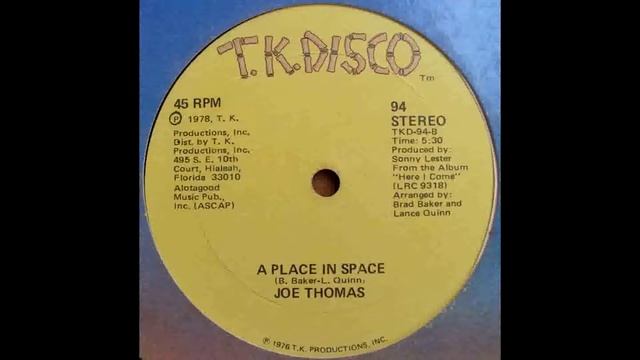 T.K. DISCO
Tm
45 RPM
℗ 1978, T. K.
Productions, Inc.
Dist. by T. K.
Productions, Inc.
495 S. E. 10th
Court, Hialeah,
Florida 33010
Alotagood
Music Pub.,
Inc. (ASCAP)
94
STEREO
TKD-94-B
Time: 5:30
Produced by:
Sonny Lester
From the Album
"Here I Come"
(LRC 9318)
Arranged by:
Brad Baker and
Lance Quinn
A PLACE IN SPACE
(B. Baker-L. Quinn)
JOE THOMAS
℗ 1976 T.K. PRODUCTIONS, INC.